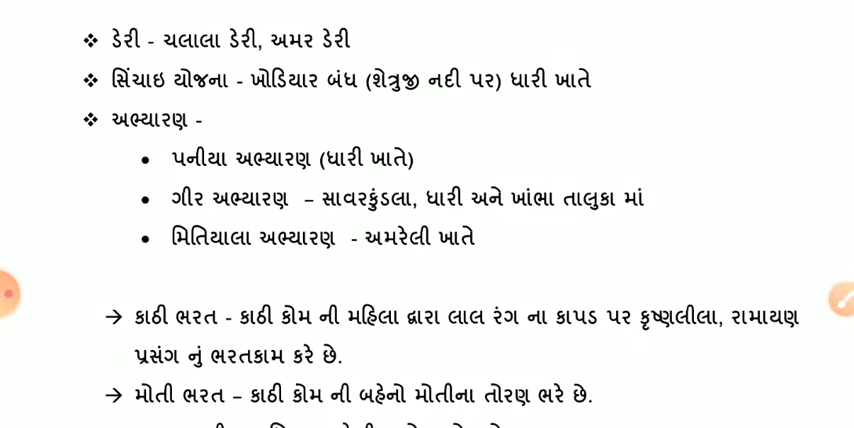 ❖ ડેરી - ચલાલા ડેરી, અમર ડેરી
❖ સિંચાઇ યોજના - ખોડિયાર બંધ (શેત્રુજી નદી પર) ધારી ખાતે
❖ અભ્યારણ -
• પનીયા અભ્યારણ (ધારી ખાતે)
• ગીર અભ્યારણ – સાવરકુંડલા, ધારી અને ખાંભા તાલુકા માં
• મિતિયાલા અભ્યારણ - અમરેલી ખાતે
→ કાઠી ભરત - કાઠી કોમ ની મહિલા દ્વારા લાલ રંગ ના કાપડ પર કૃષ્ણલીલા, રામાયણ
પ્રસંગ નું ભરતકામ કરે છે.
→ મોતી ભરત – કાઠી કોમ ની બહેનો મોતીના તોરણ ભરે છે.